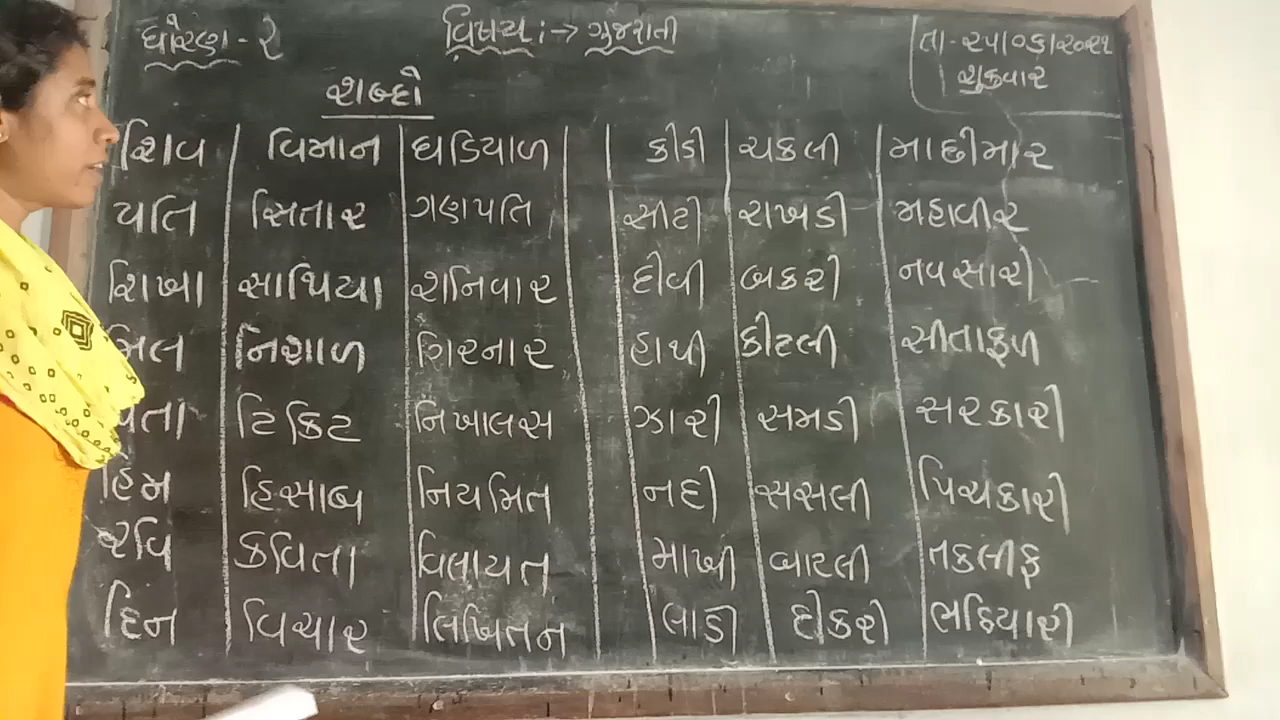 ધોરણ - ૨ વિષય :-> ગુજરાતી તા - ૨૫/૦૬/૨૦૨૧
શુક્રવાર
શબ્દો
શિવ વિમાન ઘડિયાળ કીડી ચકલી માછીમાર
યતિ સિતાર ગણપતિ સીટી રાખડી મહાવીર
શિખા સાથિયા શનિવાર દીવી બકરી નવસારી
મિલ નિશાળ ગિરનાર હાથી કીટલી સીતાફળ
ટિકિટ નિખાલસ ઝારી સમડી સરકારી
હિમ હિસાબ નિયમિત નદી સસલી પિચકારી
રવિ કવિતા વિલાયત માખી બાટલી તકલીફ
દિન વિચાર લિખિતન લાડી દીકરી ભઠિયારી